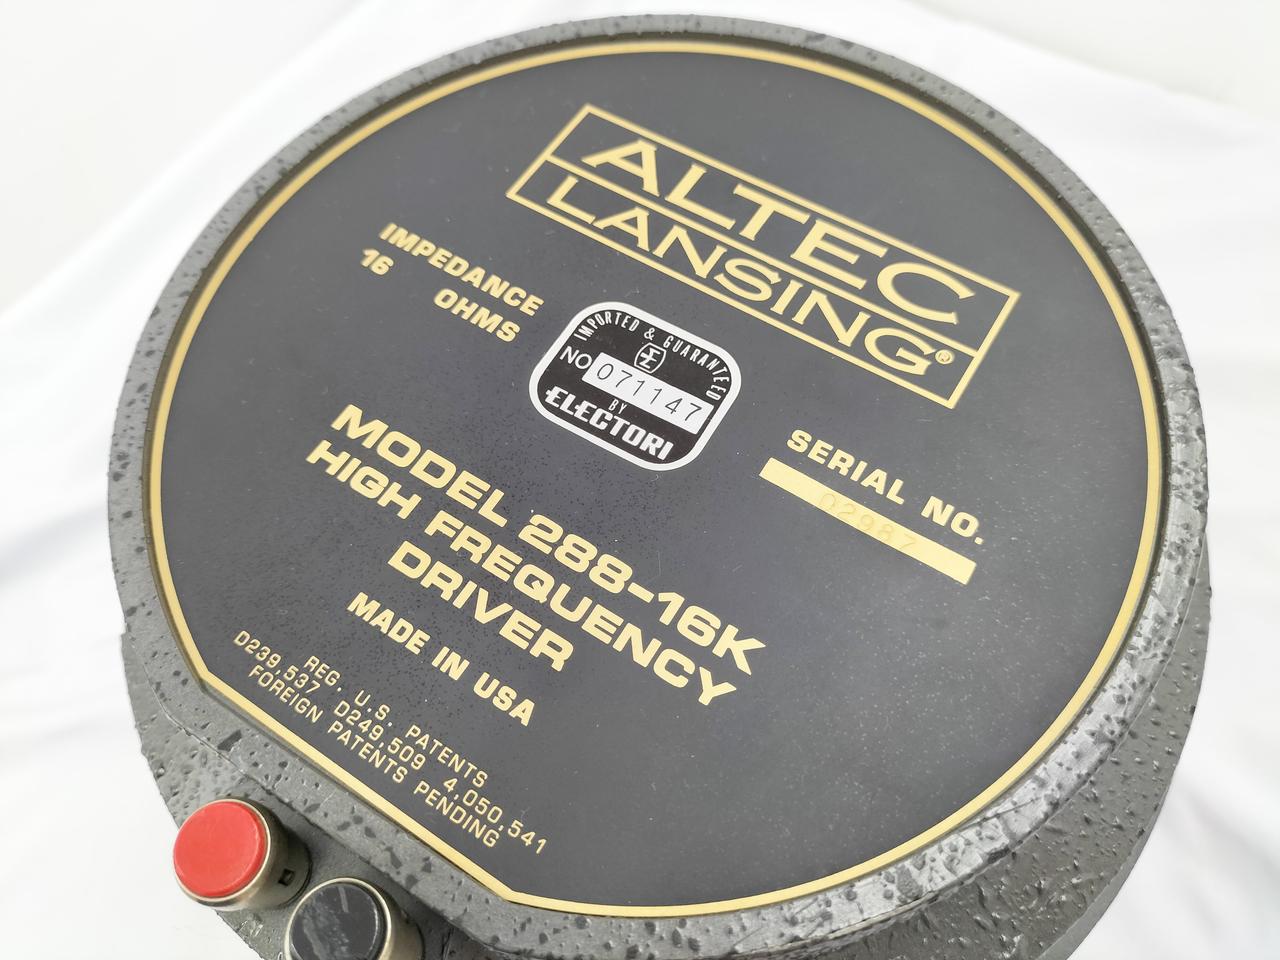 ALTEC
LANSING®
IMPEDANCE
16 OHMS
IMPORTED & GUARANTEED
E
NO 071147
BY
ELECTORI
SERIAL NO.
02987
MODEL 288-16K
HIGH FREQUENCY
DRIVER
MADE IN USA
REG. U.S. PATENTS
D239,537 D249,509 4,050,541
FOREIGN PATENTS PENDING